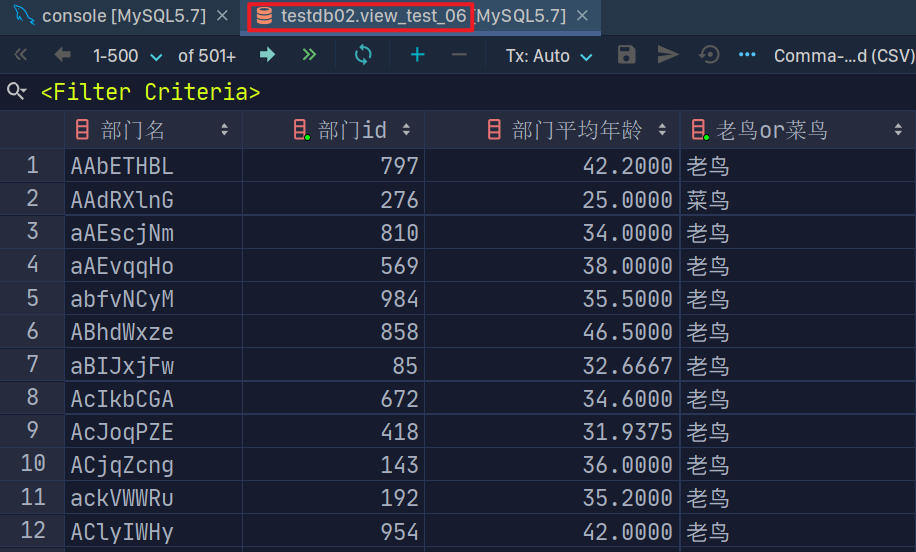 console [MySQL5.7] testdb02.view_test_06 [MySQL5.7]
1-500 of 501+ Tx: Auto Comma-...d (CSV)
<Filter Criteria>
部门名 部门id 部门平均年龄 老鸟or菜鸟
1 AAbETHBL 797 42.2000 老鸟
2 AAdRXlnG 276 25.0000 菜鸟
3 aAEscjNm 810 34.0000 老鸟
4 aAEvqqHo 569 38.0000 老鸟
5 abfvNCyM 984 35.5000 老鸟
6 ABhdWxze 858 46.5000 老鸟
7 aBIJxjFw 85 32.6667 老鸟
8 AcIkbCGA 672 34.6000 老鸟
9 AcJoqPZE 418 31.9375 老鸟
10 ACjqZcng 143 36.0000 老鸟
11 ackVWWRu 192 35.2000 老鸟
12 AClyIWHy 954 42.0000 老鸟